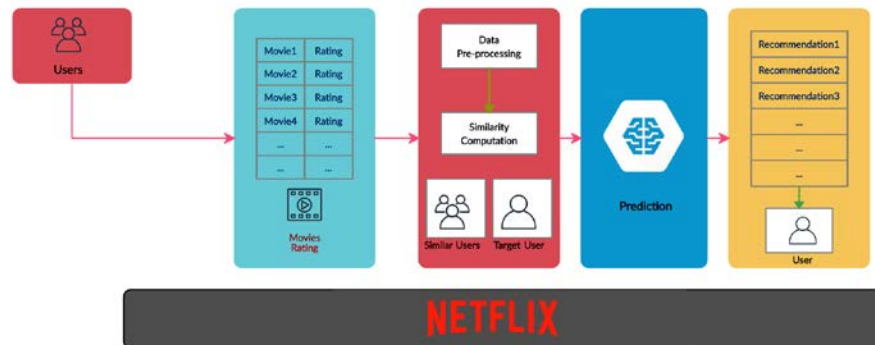 Users
Movie1 Rating
Movie2 Rating
Movie3 Rating
Movie4 Rating
... ...
... ...
Movies
Rating
Data
Pre-processing
Similarity
Computation
Similar Users Target User
Prediction
Recommendation1
Recommendation2
Recommendation3
...
...
...
User
NETFLIX